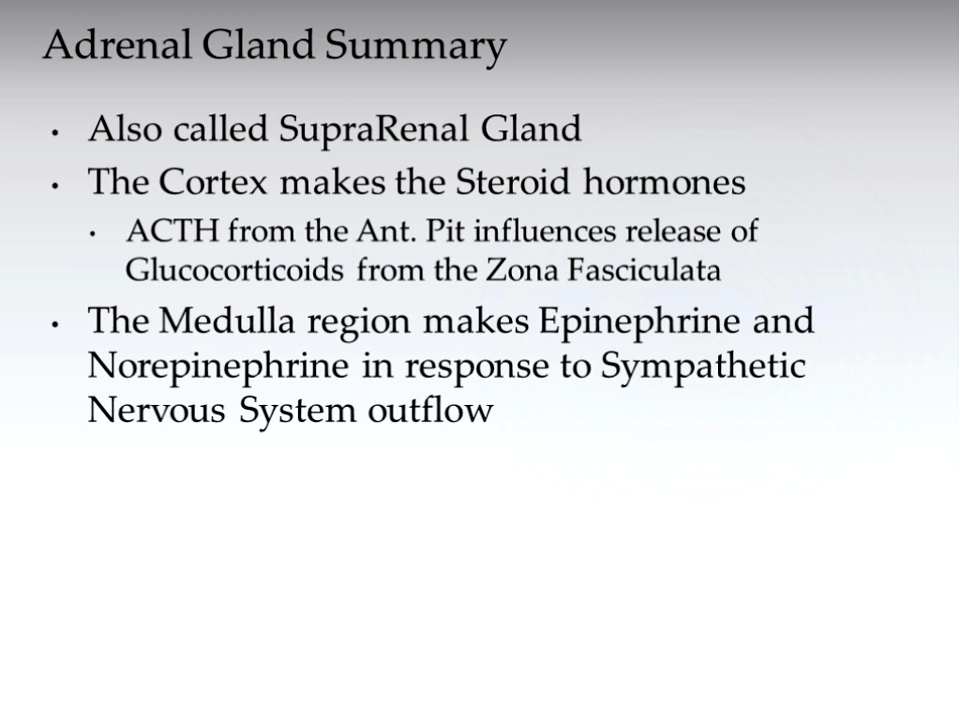 Adrenal Gland Summary
• Also called SupraRenal Gland
• The Cortex makes the Steroid hormones
• ACTH from the Ant. Pit influences release of
Glucocorticoids from the Zona Fasciculata
• The Medulla region makes Epinephrine and
Norepinephrine in response to Sympathetic
Nervous System outflow